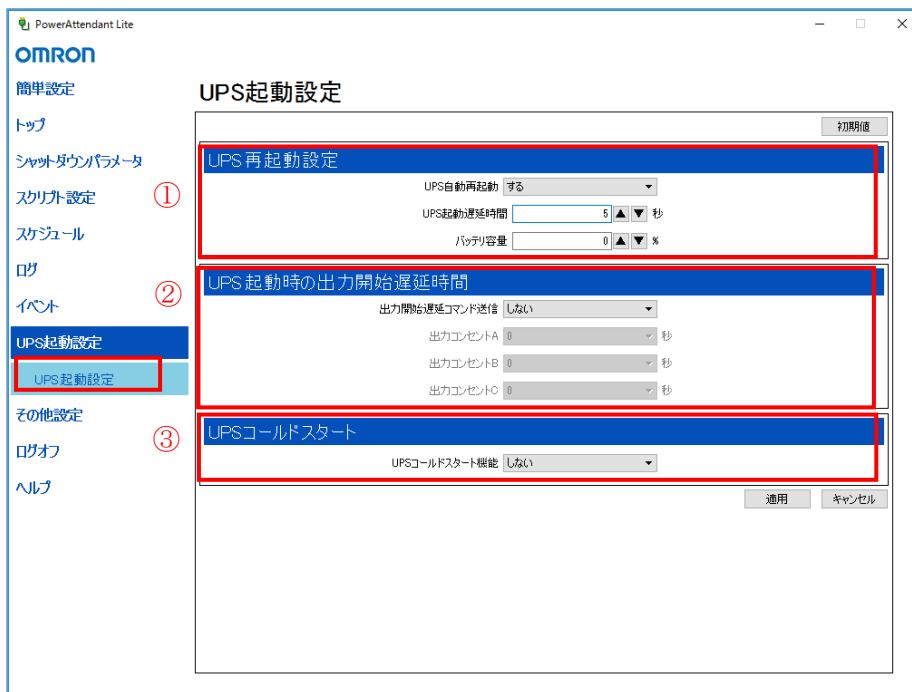 PowerAttendant Lite
OMRON
簡単設定
トップ
シャットダウンパラメータ
スクリプト設定
スケジュール
ログ
イベント
UPS起動設定
UPS起動設定
その他設定
ログオフ
ヘルプ
UPS起動設定
初期値
①
UPS再起動設定
UPS自動再起動 する
UPS起動遅延時間 5 秒
バッテリ容量 0 %
②
UPS起動時の出力開始遅延時間
出力開始遅延コマンド送信 しない
出力コンセントA 0 秒
出力コンセントB 0 秒
出力コンセントC 0 秒
③
UPSコールドスタート
UPSコールドスタート機能 しない
適用 キャンセル